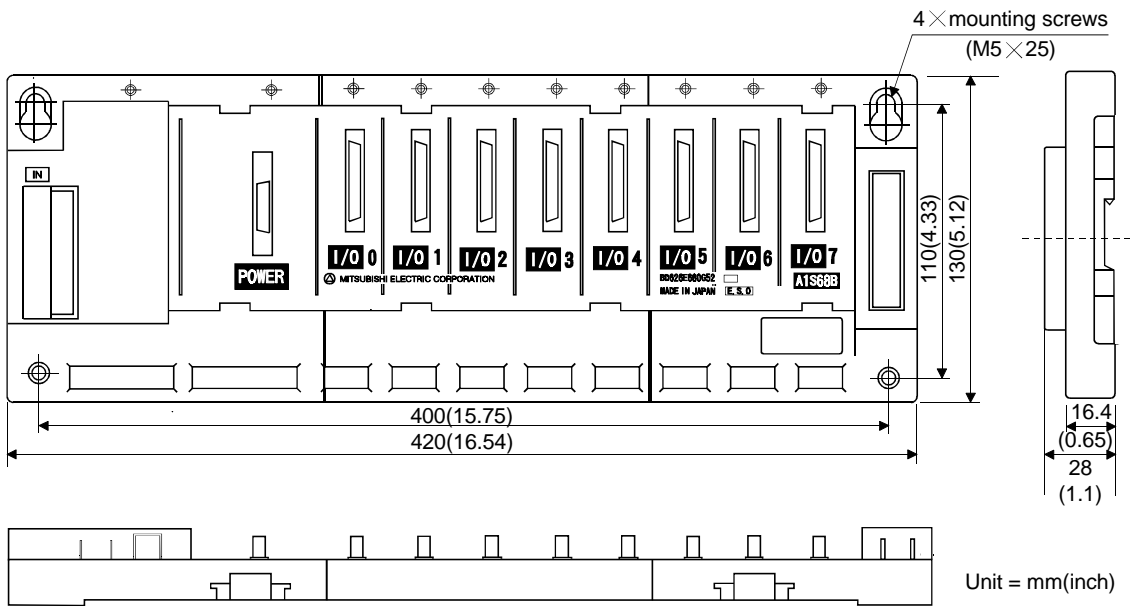 4×mounting screws
(M5×25)
IN
POWER
I/O 0
I/O 1
I/O 2
I/O 3
I/O 4
I/O 5
I/O 6
I/O 7
MITSUBISHI ELECTRIC CORPORATION
BD626E660G52
MADE IN JAPAN
E.S.O
A1S68B
110(4.33)
130(5.12)
400(15.75)
420(16.54)
16.4
(0.65)
28
(1.1)
Unit = mm(inch)